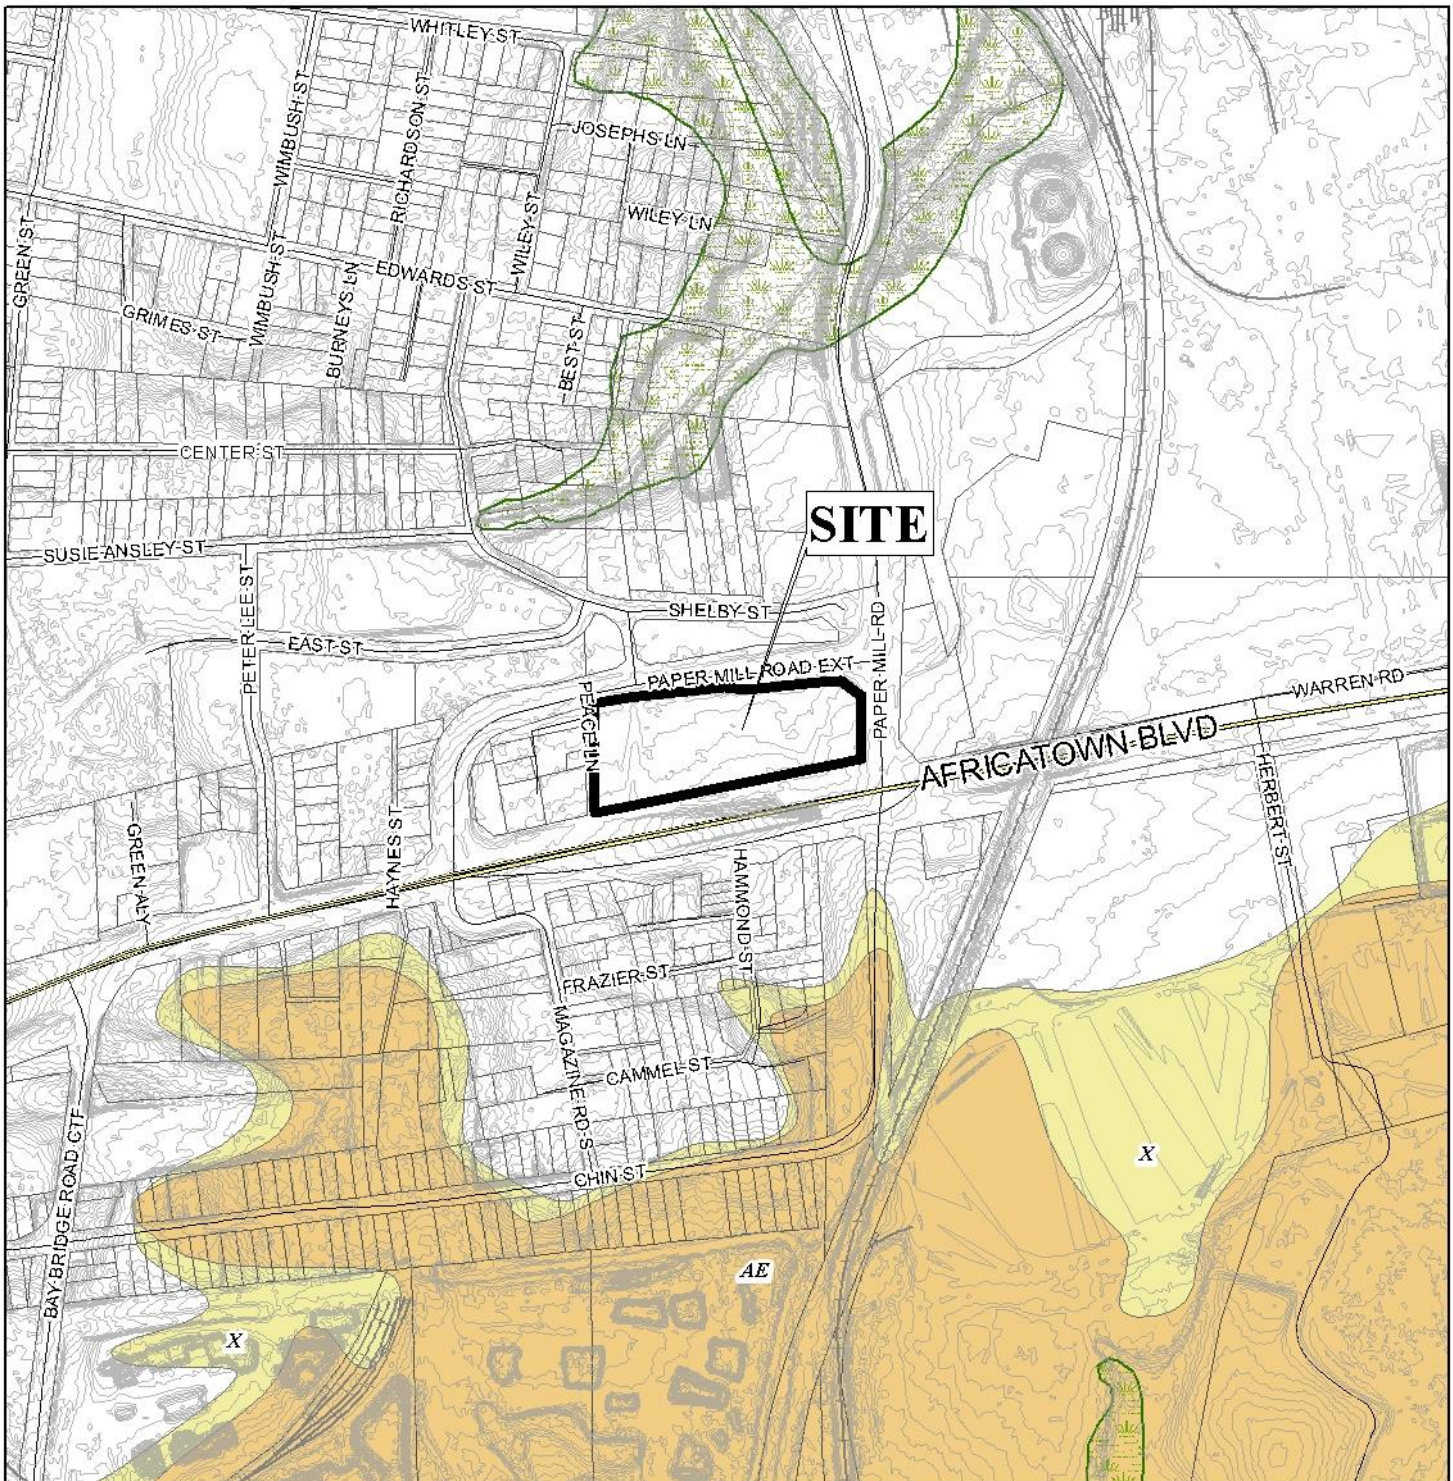 WHITLEY ST
WIMBUSH ST
RICHARDSON ST
JOSEPHS LN
WILEY LN
WILEY ST
GREEN ST
EDWARDS ST
WIMBUSH ST
GRIMES ST
BURNEYS LN
BEST ST
CENTER ST
SITE
SUSIE ANSLEY ST
PETER LEE ST
SHELBY ST
EAST ST
PAPER MILL RD
PAPER MILL ROAD EXT
PEACE LN
WARREN RD
AFRICATOWN BLVD
HERBERT ST
GREEN ALY
HAYNES ST
HAMMOND ST
FRAZIER ST
MAGAZINE RD S
CAMMEL ST
CHIN ST
X
BAY BRIDGE ROAD CTF
AE
X